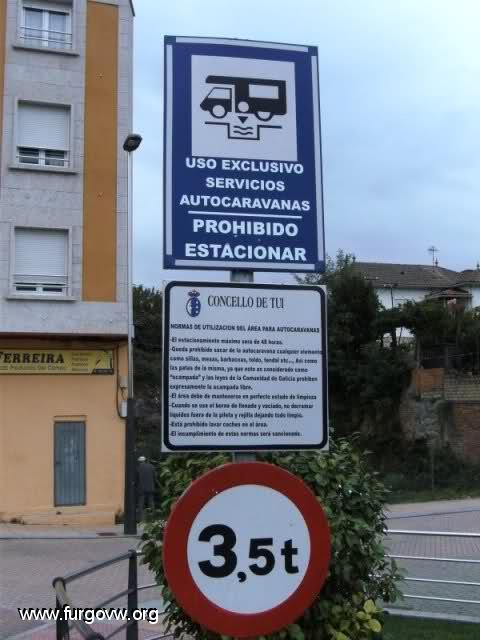 USO EXCLUSIVO
SERVICIOS
AUTOCARAVANAS
PROHIBIDO
ESTACIONAR
CONCELLO DE TUI
NORMAS DE UTILIZACION DEL ÁREA PARA AUTOCARAVANAS
-El estacionamiento máximo sera de 48 horas.
-Queda prohibido sacar de la autocaravana cualquier elemento
como sillas, mesas, barbacoas, toldo, tendal etc..., Así como
las patas de la misma, ya que esto es considerado como
"acampada" y las leyes de la Comunidad de Galicia prohiben
expresamente la acampada libre.
-El área debe de mantenerse en perfecto estado de limpieza
-Cuando se use el borne de llenado y vaciado, no derramar
liquidos fuera de la pileta y rejilla dejando todo limpio.
-Está prohibido lavar coches en el área.
-El incumplimiento de estas normas será sancionado.
FERREIRA
3,5t
www.furgovw.org